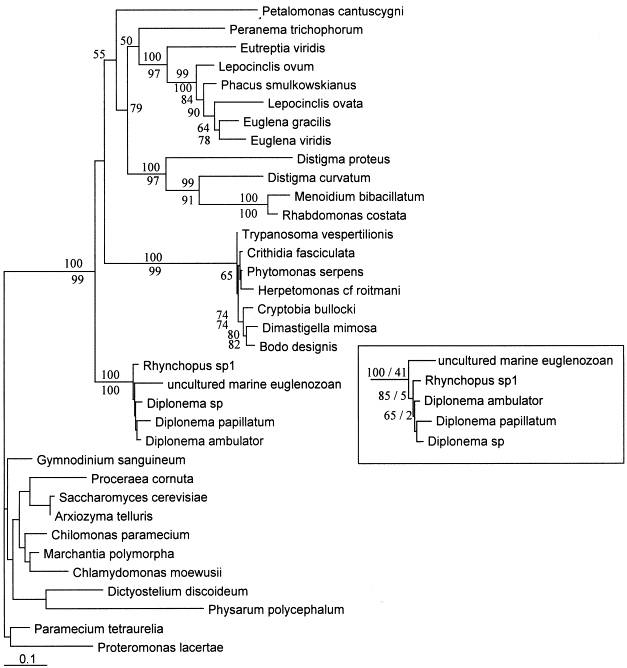 Petalomonas cantuscygni
50
Peranema trichophorum
55
Eutreptia viridis
100
97
Lepocinclis ovum
99
100
Phacus smulkowskianus
84
Lepocinclis ovata
79
90
Euglena gracilis
64
78
Euglena viridis
Distigma proteus
100
97
Distigma curvatum
99
91
Menoidium bibacillatum
100
100
Rhabdomonas costata
Trypanosoma vespertilionis
Crithidia fasciculata
100
99
Phytomonas serpens
65
Herpetomonas cf roitmani
100
99
Cryptobia bullocki
74
74
Dimastigella mimosa
80
82
Bodo designis
Rhynchopus sp1
100
100
uncultured marine euglenozoan
Diplonema sp
Diplonema papillatum
Diplonema ambulator
uncultured marine euglenozoan
100 / 41
Rhynchopus sp1
85 / 5
Diplonema ambulator
65 / 2
Diplonema papillatum
Diplonema sp
Gymnodinium sanguineum
Proceraea cornuta
Saccharomyces cerevisiae
Arxiozyma telluris
Chilomonas paramecium
Marchantia polymorpha
Chlamydomonas moewusii
Dictyostelium discoideum
Physarum polycephalum
Paramecium tetraurelia
Proteromonas lacertae
0.1